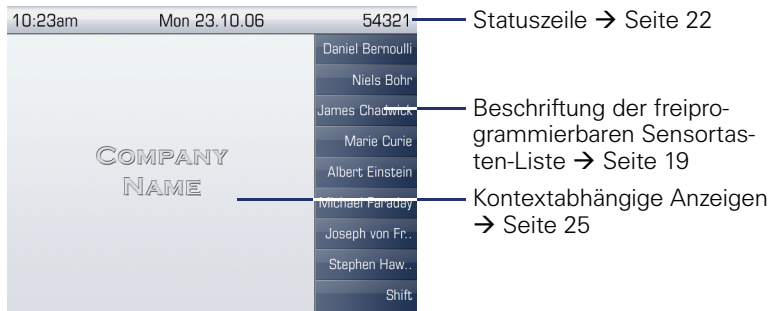 10:23am Mon 23.10.06 54321
Statuszeile → Seite 22
Daniel Bernoulli
Niels Bohr
James Chadwick
Marie Curie
Albert Einstein
Michael Faraday
Joseph von Fr..
Stephen Haw..
Shift
COMPANY
NAME
Beschriftung der freipro-
grammierbaren Sensortas-
ten-Liste → Seite 19
Kontextabhängige Anzeigen
→ Seite 25